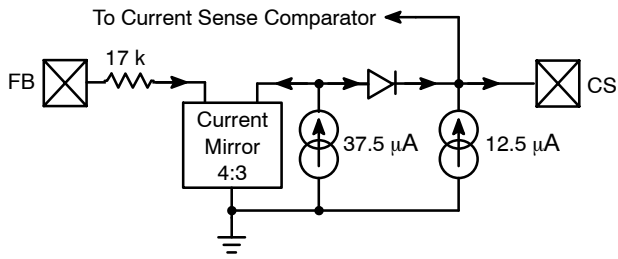 To Current Sense Comparator
17 k
FB
CS
Current
Mirror
4:3
37.5 μA
12.5 μA